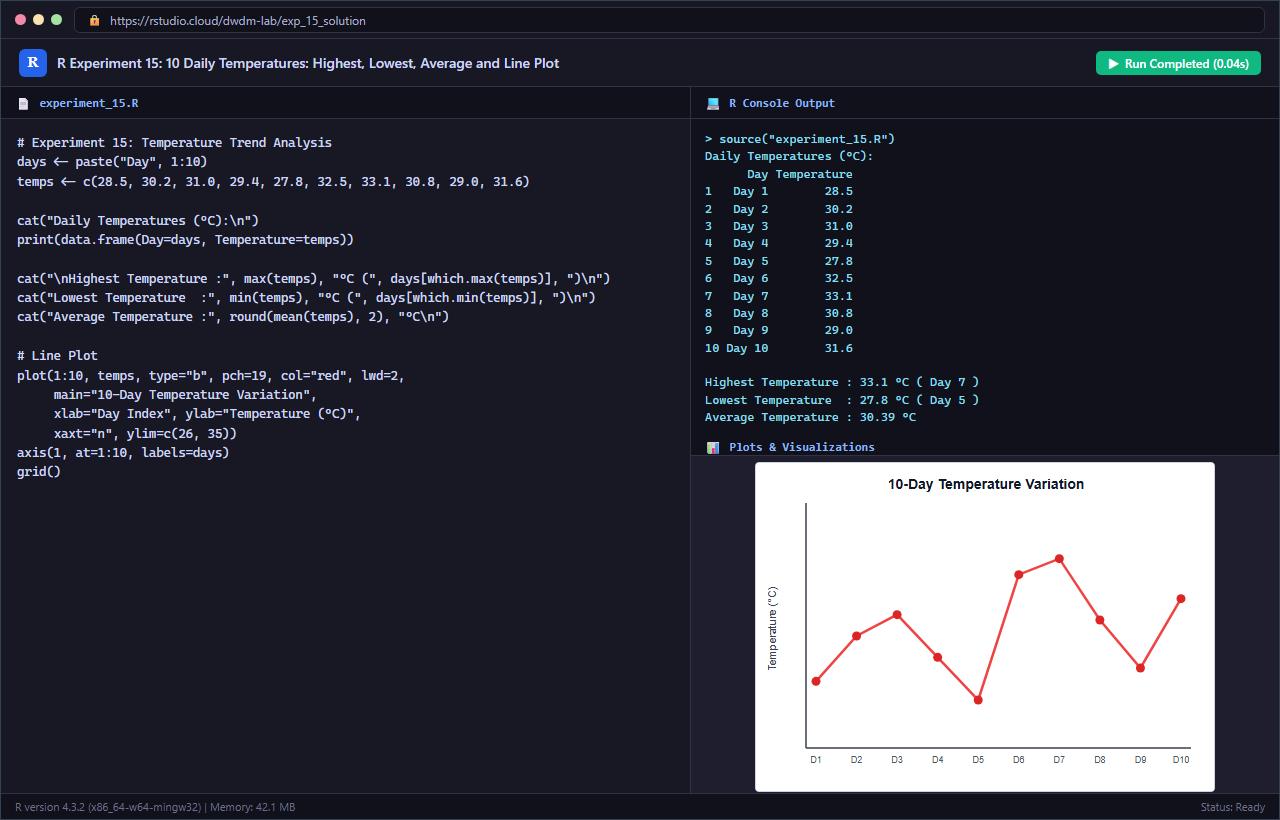 https://rstudio.cloud/dwdm-lab/exp_15_solution
R R Experiment 15: 10 Daily Temperatures: Highest, Lowest, Average and Line Plot
▶ Run Completed (0.04s)
experiment_15.R
# Experiment 15: Temperature Trend Analysis
days <- paste("Day", 1:10)
temps <- c(28.5, 30.2, 31.0, 29.4, 27.8, 32.5, 33.1, 30.8, 29.0, 31.6)
cat("Daily Temperatures (°C):\n")
print(data.frame(Day=days, Temperature=temps))
cat("\nHighest Temperature :", max(temps), "°C (", days[which.max(temps)], ")\n")
cat("Lowest Temperature  :", min(temps), "°C (", days[which.min(temps)], ")\n")
cat("Average Temperature :", round(mean(temps), 2), "°C\n")
# Line Plot
plot(1:10, temps, type="b", pch=19, col="red", lwd=2,
     main="10-Day Temperature Variation",
     xlab="Day Index", ylab="Temperature (°C)",
     xaxt="n", ylim=c(26, 35))
axis(1, at=1:10, labels=days)
grid()
R Console Output
> source("experiment_15.R")
Daily Temperatures (°C):
      Day Temperature
1   Day 1        28.5
2   Day 2        30.2
3   Day 3        31.0
4   Day 4        29.4
5   Day 5        27.8
6   Day 6        32.5
7   Day 7        33.1
8   Day 8        30.8
9   Day 9        29.0
10 Day 10        31.6
Highest Temperature : 33.1 °C ( Day 7 )
Lowest Temperature  : 27.8 °C ( Day 5 )
Average Temperature : 30.39 °C
Plots & Visualizations
10-Day Temperature Variation
Temperature (°C)
D1 D2 D3 D4 D5 D6 D7 D8 D9 D10
R version 4.3.2 (x86_64-w64-mingw32) | Memory: 42.1 MB
Status: Ready